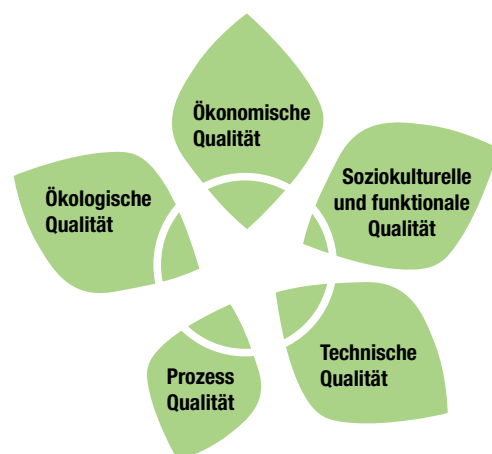 Ökonomische
Qualität
Soziokulturelle
und funktionale
Qualität
Ökologische
Qualität
Technische
Qualität
Prozess
Qualität